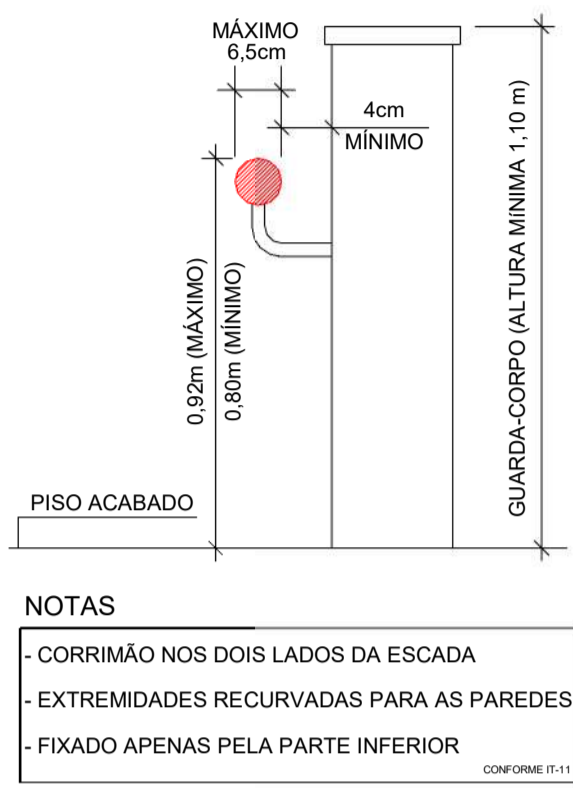 MÁXIMO
6,5cm
4cm
MÍNIMO
0,92m (MÁXIMO)
0,80m (MÍNIMO)
GUARDA-CORPO (ALTURA MíNIMA 1,10 m)
PISO ACABADO
NOTAS
- CORRIMÃO NOS DOIS LADOS DA ESCADA
- EXTREMIDADES RECURVADAS PARA AS PAREDES
- FIXADO APENAS PELA PARTE INFERIOR
CONFORME IT-11